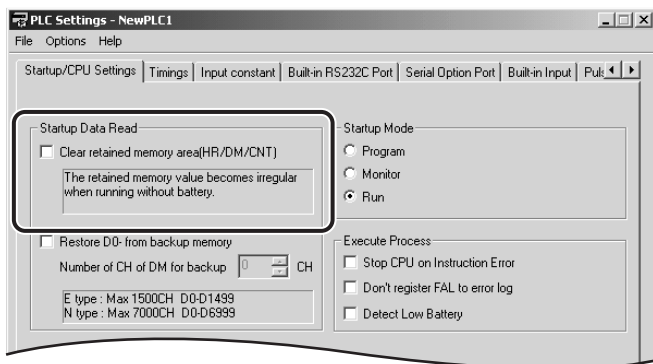 PLC Settings - NewPLC1
File Options Help
Startup/CPU Settings Timings Input constant Built-in RS232C Port Serial Option Port Built-in Input Pul
Startup Data Read
Clear retained memory area(HR/DM/CNT)
The retained memory value becomes irregular
when running without battery.
Restore D0- from backup memory
Number of CH of DM for backup 0 CH
E type : Max 1500CH D0-D1499
N type : Max 7000CH D0-D6999
Startup Mode
Program
Monitor
Run
Execute Process
Stop CPU on Instruction Error
Don't register FAL to error log
Detect Low Battery